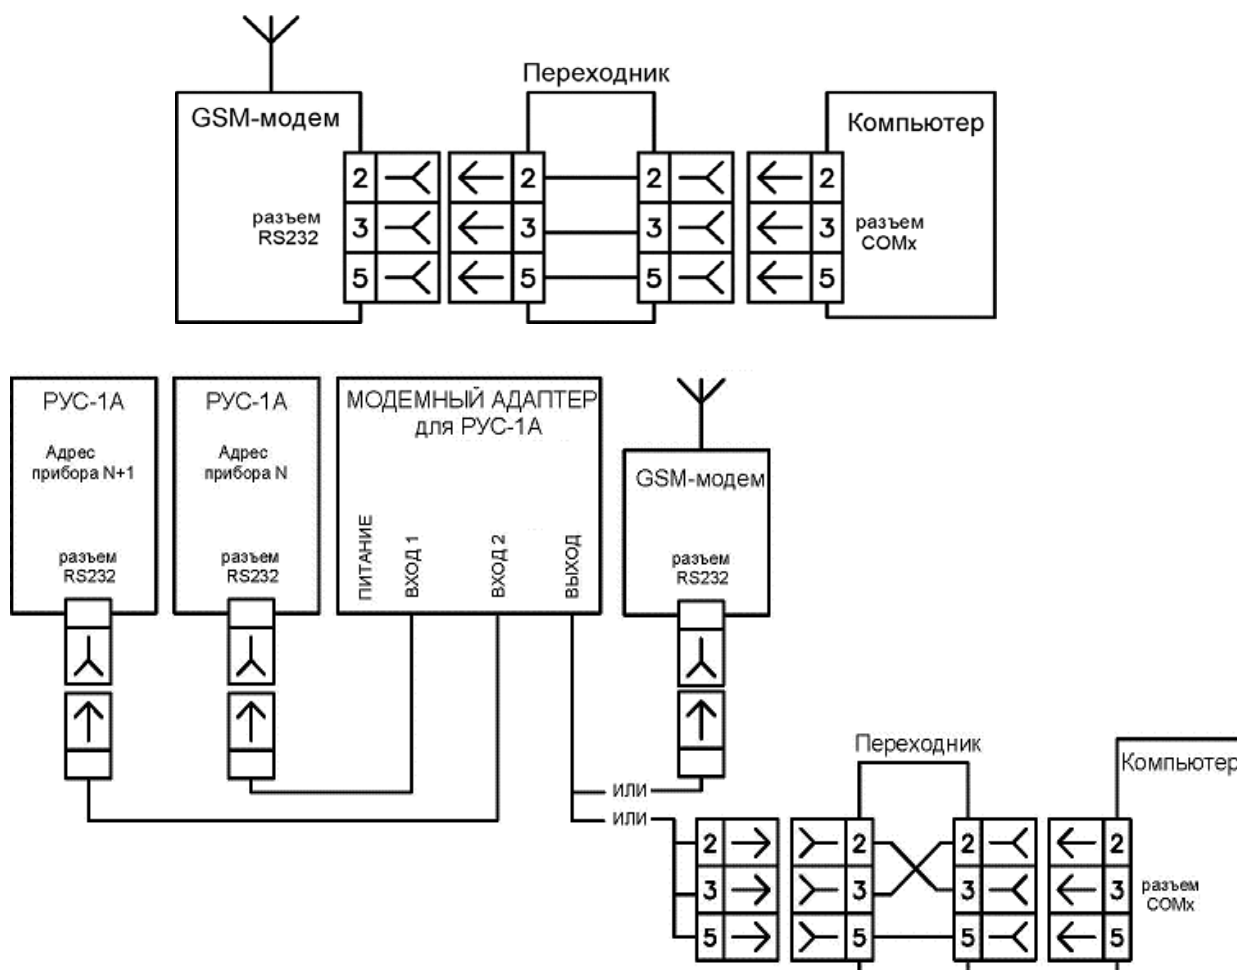 Переходник
GSM-модем
Компьютер
2 2 2 2
разъем
RS232
3 3 3 3
разъем
COMx
5 5 5 5
РУС-1А
Адрес
прибора N+1
разъем
RS232
РУС-1А
Адрес
прибора N
разъем
RS232
МОДЕМНЫЙ АДАПТЕР
для РУС-1А
ПИТАНИЕ
ВХОД 1
ВХОД 2
ВЫХОД
GSM-модем
разъем
RS232
ИЛИ
ИЛИ
Переходник
Компьютер
2 2 2 2
3 3 3 3
разъем
COMx
5 5 5 5